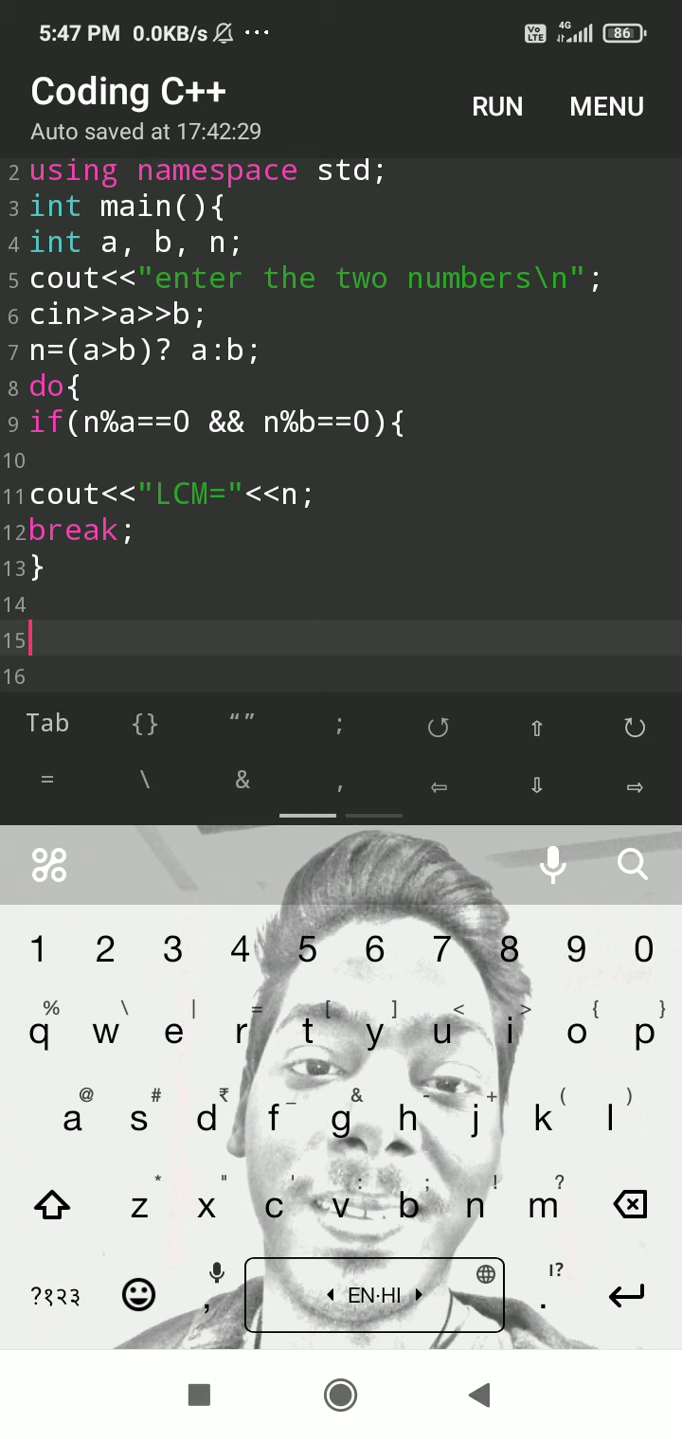 5:47 PM 0.0KB/s ···
Vo LTE 4G 86
Coding C++
RUN MENU
Auto saved at 17:42:29
2 using namespace std;
3 int main(){
4 int a, b, n;
5 cout<<"enter the two numbers\n";
6 cin>>a>>b;
7 n=(a>b)? a:b;
8 do{
9 if(n%a==0 && n%b==0){
10
11 cout<<"LCM="<<n;
12 break;
13 }
14
15
16
Tab {} “” ; ↺ ⇧ ↻
= \ & , ⇦ ⇩ ⇨
1 2 3 4 5 6 7 8 9 0
% \ | = [ ] < > { }
q w e r t y u i o p
@ # ₹ _ & - + ( )
a s d f g h j k l
* " ' : ; ! ?
z x c v b n m
!?
?१२३ , EN·HI .